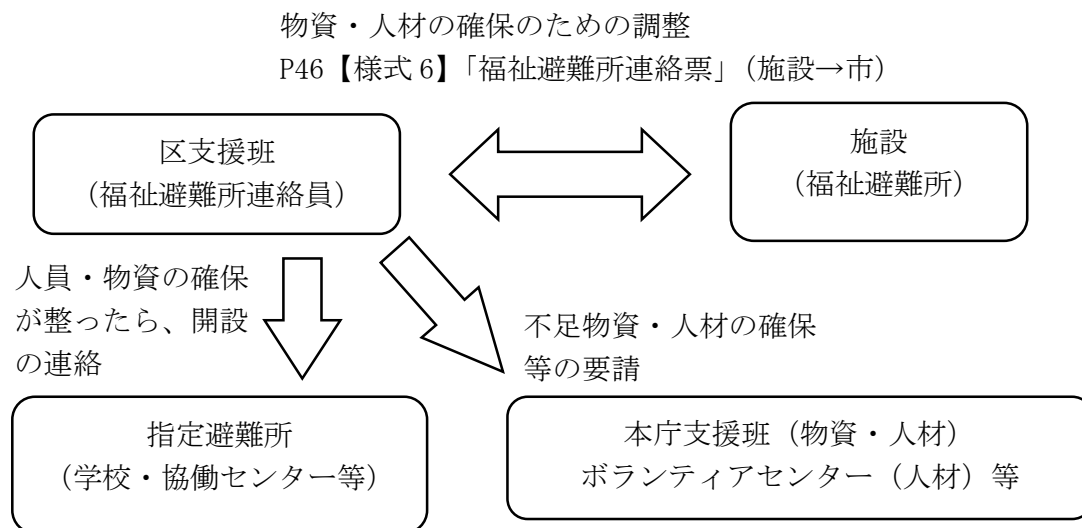 物資・人材の確保のための調整
P46【様式6】「福祉避難所連絡票」（施設→市）
区支援班
（福祉避難所連絡員）
施設
（福祉避難所）
人員・物資の確保
が整ったら、開設
の連絡
不足物資・人材の確保
等の要請
指定避難所
（学校・協働センター等）
本庁支援班（物資・人材）
ボランティアセンター（人材）等